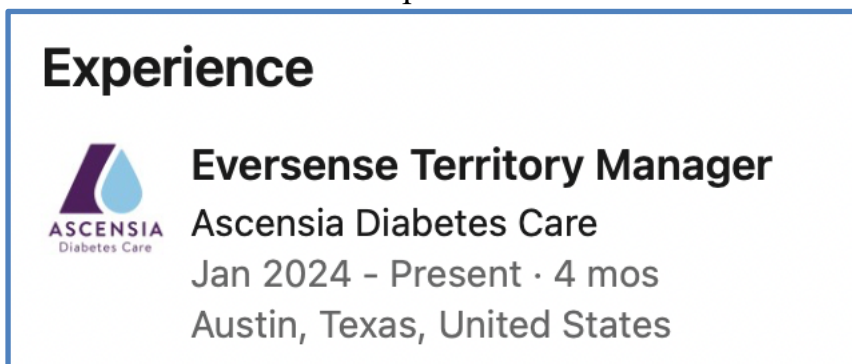 Experience
ASCENSIA
Diabetes Care
Eversense Territory Manager
Ascensia Diabetes Care
Jan 2024 - Present · 4 mos
Austin, Texas, United States